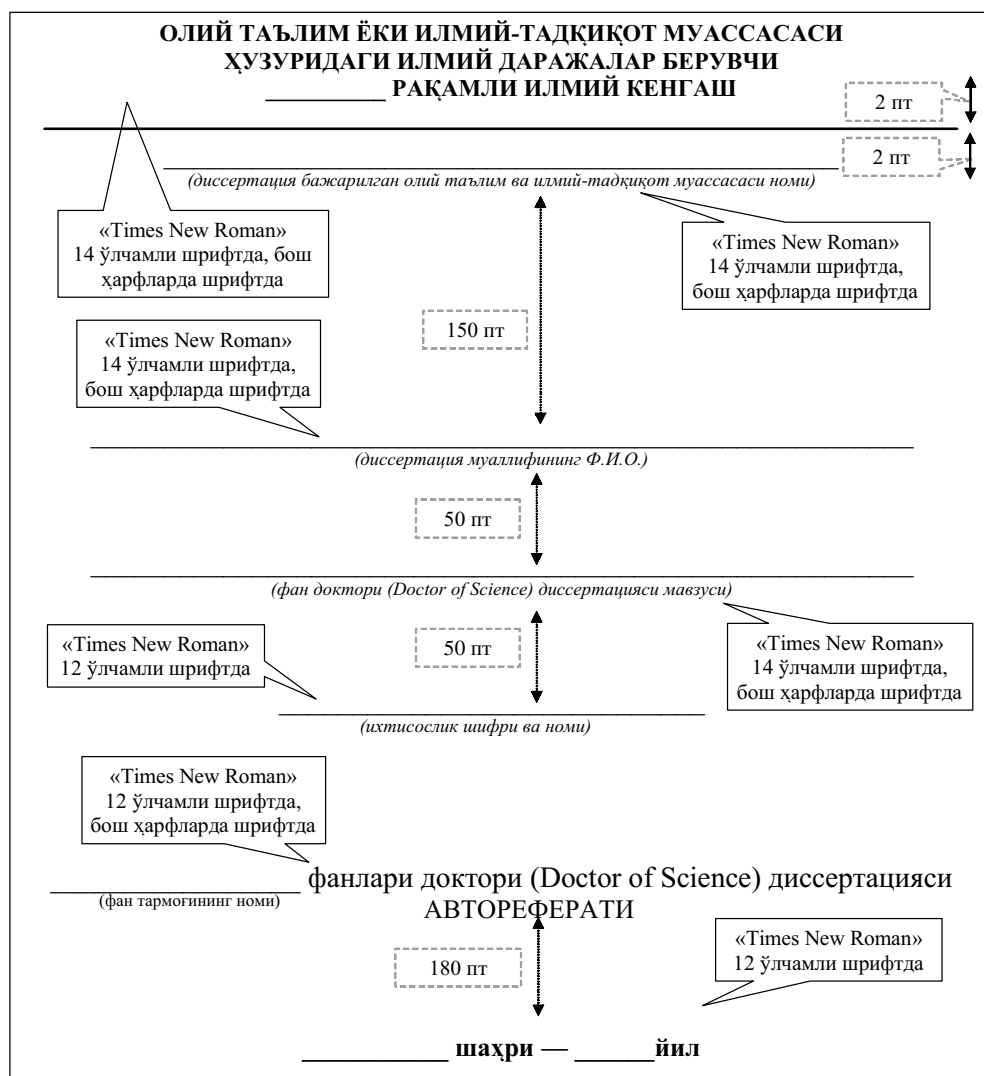 ОЛИЙ ТАЪЛИМ ЁКИ ИЛМИЙ-ТАДҚИҚОТ МУАССАСАСИ
ҲУЗУРИДАГИ ИЛМИЙ ДАРАЖАЛАР БЕРУВЧИ
__________ РАҚАМЛИ ИЛМИЙ КЕНГАШ
2 пт
2 пт
(диссертация бажарилган олий таълим ва илмий-тадқиқот муассасаси номи)
«Times New Roman»
14 ўлчамли шрифтда, бош
ҳарфларда шрифтда
«Times New Roman»
14 ўлчамли шрифтда,
бош ҳарфларда шрифтда
150 пт
«Times New Roman»
14 ўлчамли шрифтда,
бош ҳарфларда шрифтда
(диссертация муаллифининг Ф.И.О.)
50 пт
(фан доктори (Doctor of Science) диссертацияси мавзуси)
«Times New Roman»
12 ўлчамли шрифтда
50 пт
«Times New Roman»
14 ўлчамли шрифтда,
бош ҳарфларда шрифтда
(ихтисослик шифри ва номи)
«Times New Roman»
12 ўлчамли шрифтда,
бош ҳарфларда шрифтда
____________________ фанлари доктори (Doctor of Science) диссертацияси
(фан тармоғининг номи)
АВТОРЕФЕРАТИ
«Times New Roman»
12 ўлчамли шрифтда
180 пт
___________ шаҳри — ______йил